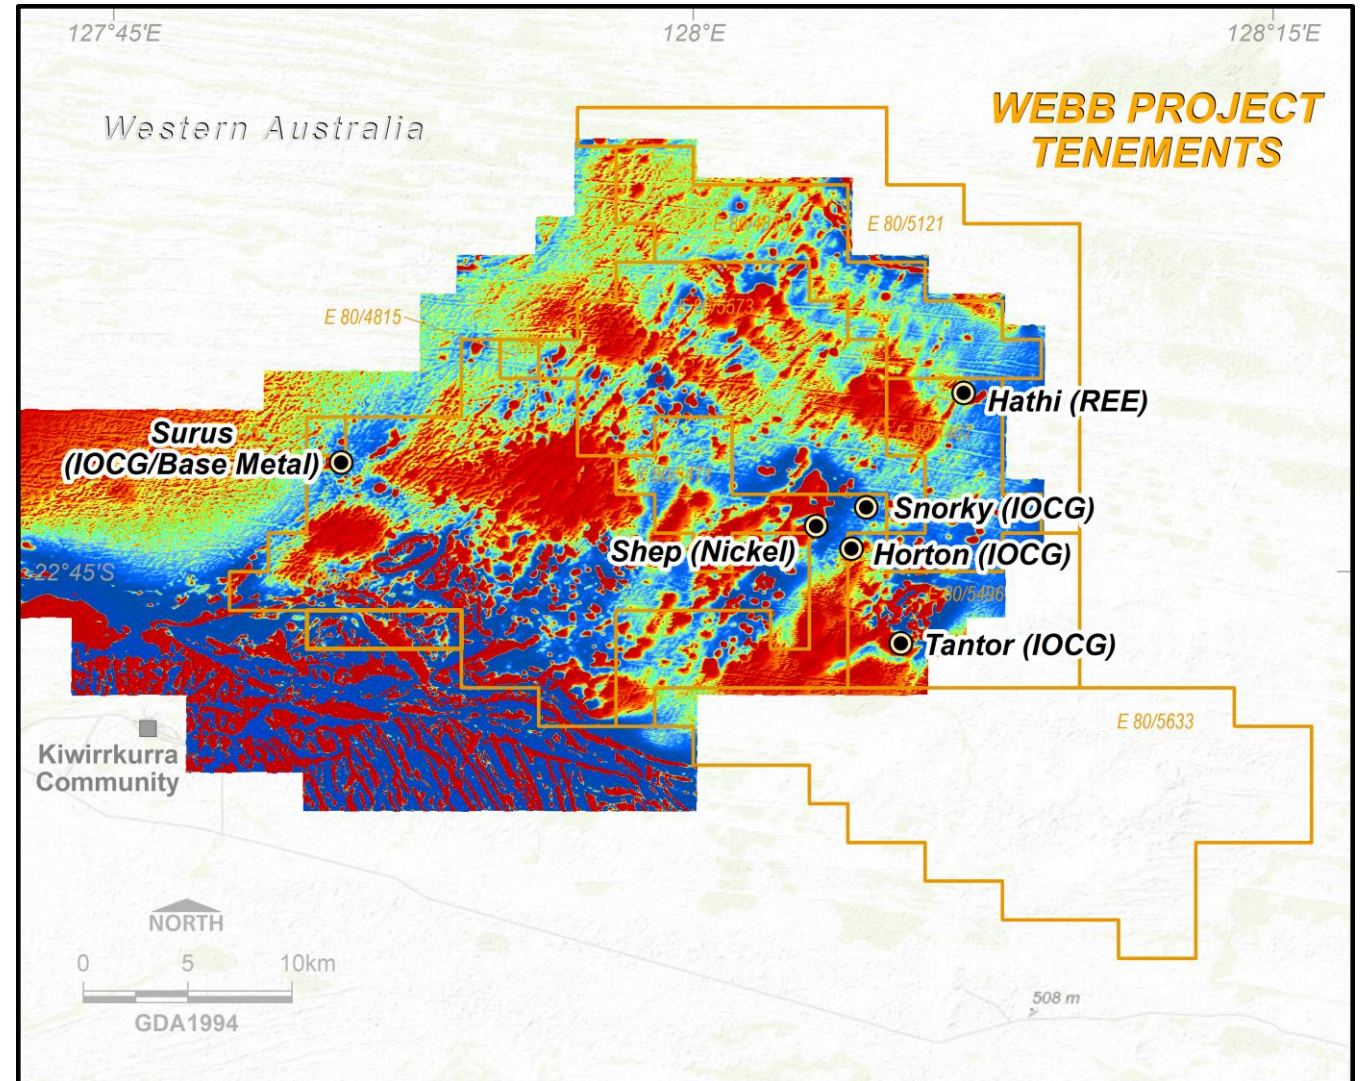 127°45'E
128°E
128°15'E
WEBB PROJECT
TENEMENTS
Western Australia
E 80/5121
E 80/4815
Hathi (REE)
Surus
(IOCG/Base Metal)
Snorky (IOCG)
Shep (Nickel)
Horton (IOCG)
22°45'S
E 80/5496
Tantor (IOCG)
E 80/5633
Kiwirrkurra
Community
NORTH
0 5 10km
GDA1994
508 m